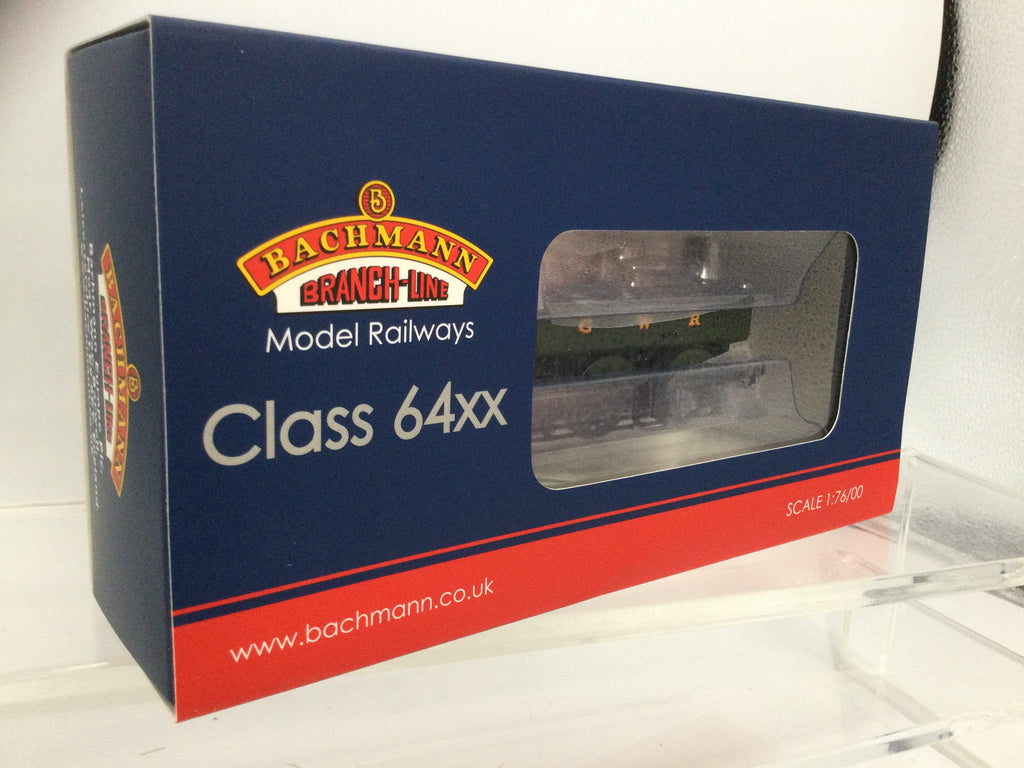 B
BACHMANN
BRANCH-LINE
Model Railways
Class 64xx
G W R
SCALE 1:76/00
www.bachmann.co.uk
BACHMANN
BRANCH-LINE